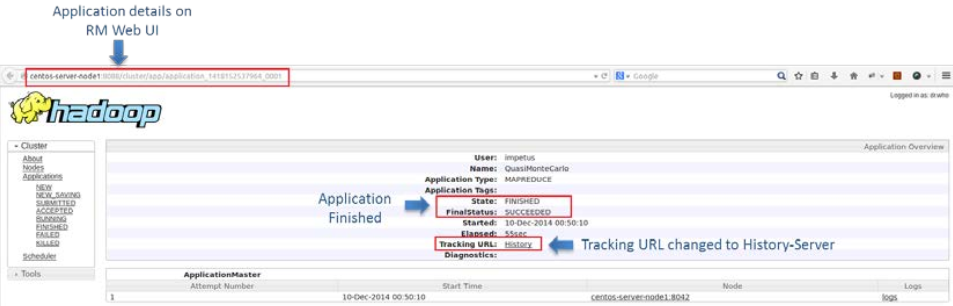 Application details on
RM Web UI
centos-server-node1:8088/cluster/app/application_1418152537964_0001
Google
Logged in as: dr.who
hadoop
Application Overview
Cluster
About
Nodes
Applications
NEW
NEW_SAVING
SUBMITTED
ACCEPTED
RUNNING
FINISHED
FAILED
KILLED
Scheduler
Tools
User: impetus
Name: QuasiMonteCarlo
Application Type: MAPREDUCE
Application Tags:
State: FINISHED
FinalStatus: SUCCEEDED
Started: 10-Dec-2014 00:50:10
Elapsed: 55sec
Tracking URL: History
Diagnostics:
Application
Finished
Tracking URL changed to History-Server
ApplicationMaster
Attempt Number Start Time Node Logs
1 10-Dec-2014 00:50:10 centos-server-node1:8042 logs